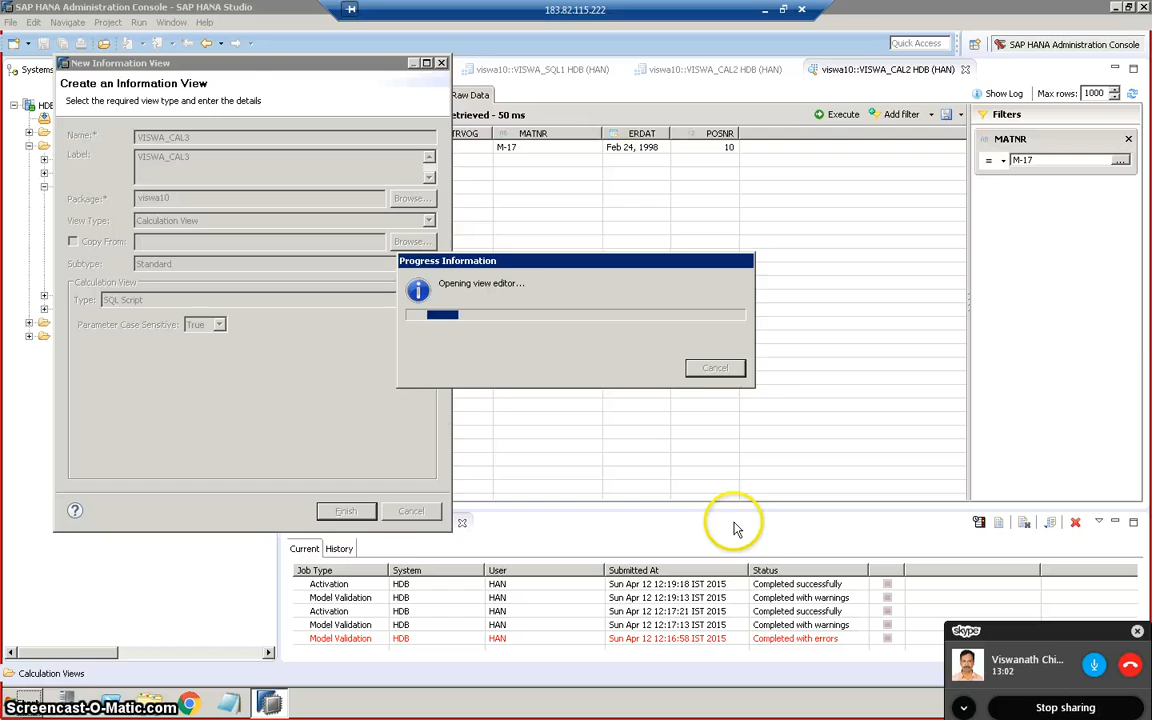 SAP HANA Administration Console - SAP HANA Studio
183.82.115.222
File Edit Navigate Project Run Window Help
Quick Access
SAP HANA Administration Console
Systems
New Information View
viswa10::VISWA_SQL1 HDB (HAN)
viswa10::VISWA_CAL2 HDB (HAN)
viswa10::VISWA_CAL2 HDB (HAN)
Create an Information View
Select the required view type and enter the details
Raw Data
Show Log
Max rows: 1000
HDB
etrieved - 50 ms
Execute
Add filter
Filters
Name:* VISWA_CAL3
TRVOG MATNR ERDAT POSNR
MATNR
M-17 Feb 24, 1998 10
Label: VISWA_CAL3
= M-17 ...
Package:* viswa10 Browse...
View Type: Calculation View
Copy From: Browse...
Subtype: Standard
Calculation View
Type: SQL Script
Parameter Case Sensitive: True
Progress Information
Opening view editor...
Cancel
Finish Cancel
Current History
Job Type System User Submitted At Status
Activation HDB HAN Sun Apr 12 12:19:18 IST 2015 Completed successfully
Model Validation HDB HAN Sun Apr 12 12:19:13 IST 2015 Completed with warnings
Activation HDB HAN Sun Apr 12 12:17:21 IST 2015 Completed successfully
Model Validation HDB HAN Sun Apr 12 12:17:13 IST 2015 Completed with warnings
Model Validation HDB HAN Sun Apr 12 12:16:58 IST 2015 Completed with errors
skype
Viswanath Chi...
13:02
Stop sharing
Calculation Views
Screencast-O-Matic.com